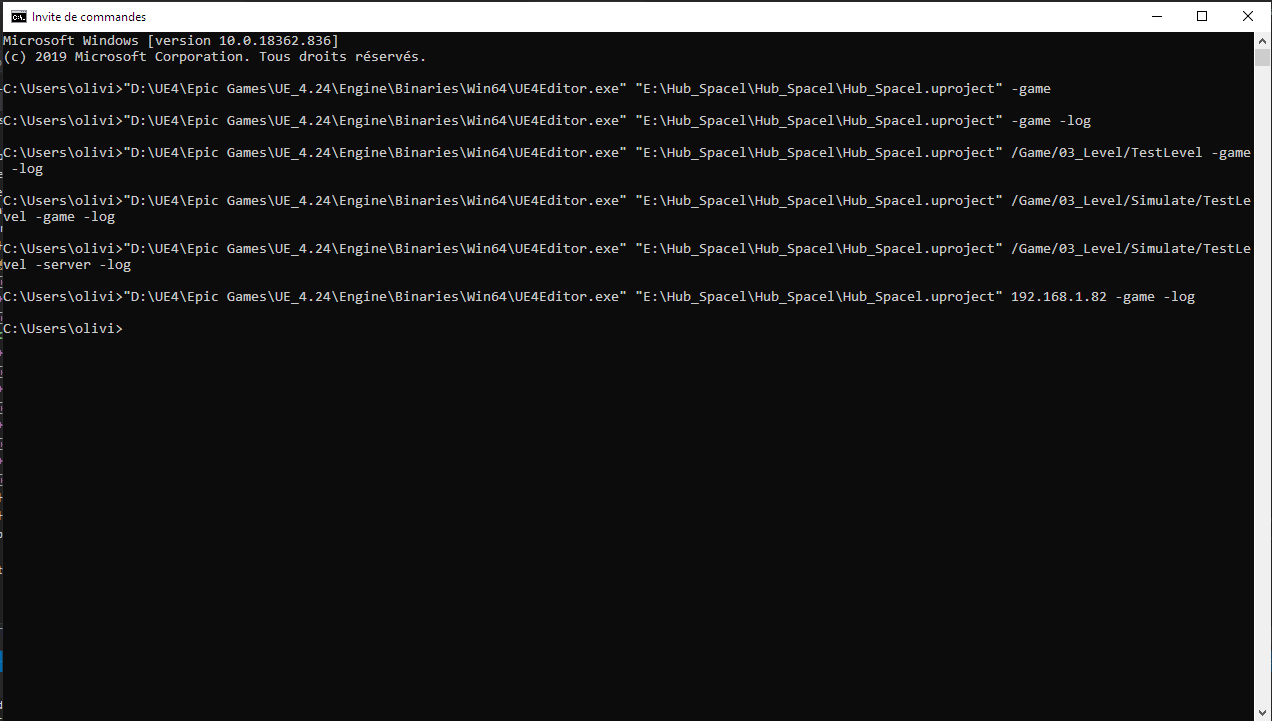 Invite de commandes
Microsoft Windows [version 10.0.18362.836]
(c) 2019 Microsoft Corporation. Tous droits réservés.
C:\Users\olivi>"D:\UE4\Epic Games\UE_4.24\Engine\Binaries\Win64\UE4Editor.exe" "E:\Hub_Spacel\Hub_Spacel\Hub_Spacel.uproject" -game
C:\Users\olivi>"D:\UE4\Epic Games\UE_4.24\Engine\Binaries\Win64\UE4Editor.exe" "E:\Hub_Spacel\Hub_Spacel\Hub_Spacel.uproject" -game -log
C:\Users\olivi>"D:\UE4\Epic Games\UE_4.24\Engine\Binaries\Win64\UE4Editor.exe" "E:\Hub_Spacel\Hub_Spacel\Hub_Spacel.uproject" /Game/03_Level/TestLevel -game
-log
C:\Users\olivi>"D:\UE4\Epic Games\UE_4.24\Engine\Binaries\Win64\UE4Editor.exe" "E:\Hub_Spacel\Hub_Spacel\Hub_Spacel.uproject" /Game/03_Level/Simulate/TestLe
vel -game -log
C:\Users\olivi>"D:\UE4\Epic Games\UE_4.24\Engine\Binaries\Win64\UE4Editor.exe" "E:\Hub_Spacel\Hub_Spacel\Hub_Spacel.uproject" /Game/03_Level/Simulate/TestLe
vel -server -log
C:\Users\olivi>"D:\UE4\Epic Games\UE_4.24\Engine\Binaries\Win64\UE4Editor.exe" "E:\Hub_Spacel\Hub_Spacel\Hub_Spacel.uproject" 192.168.1.82 -game -log
C:\Users\olivi>